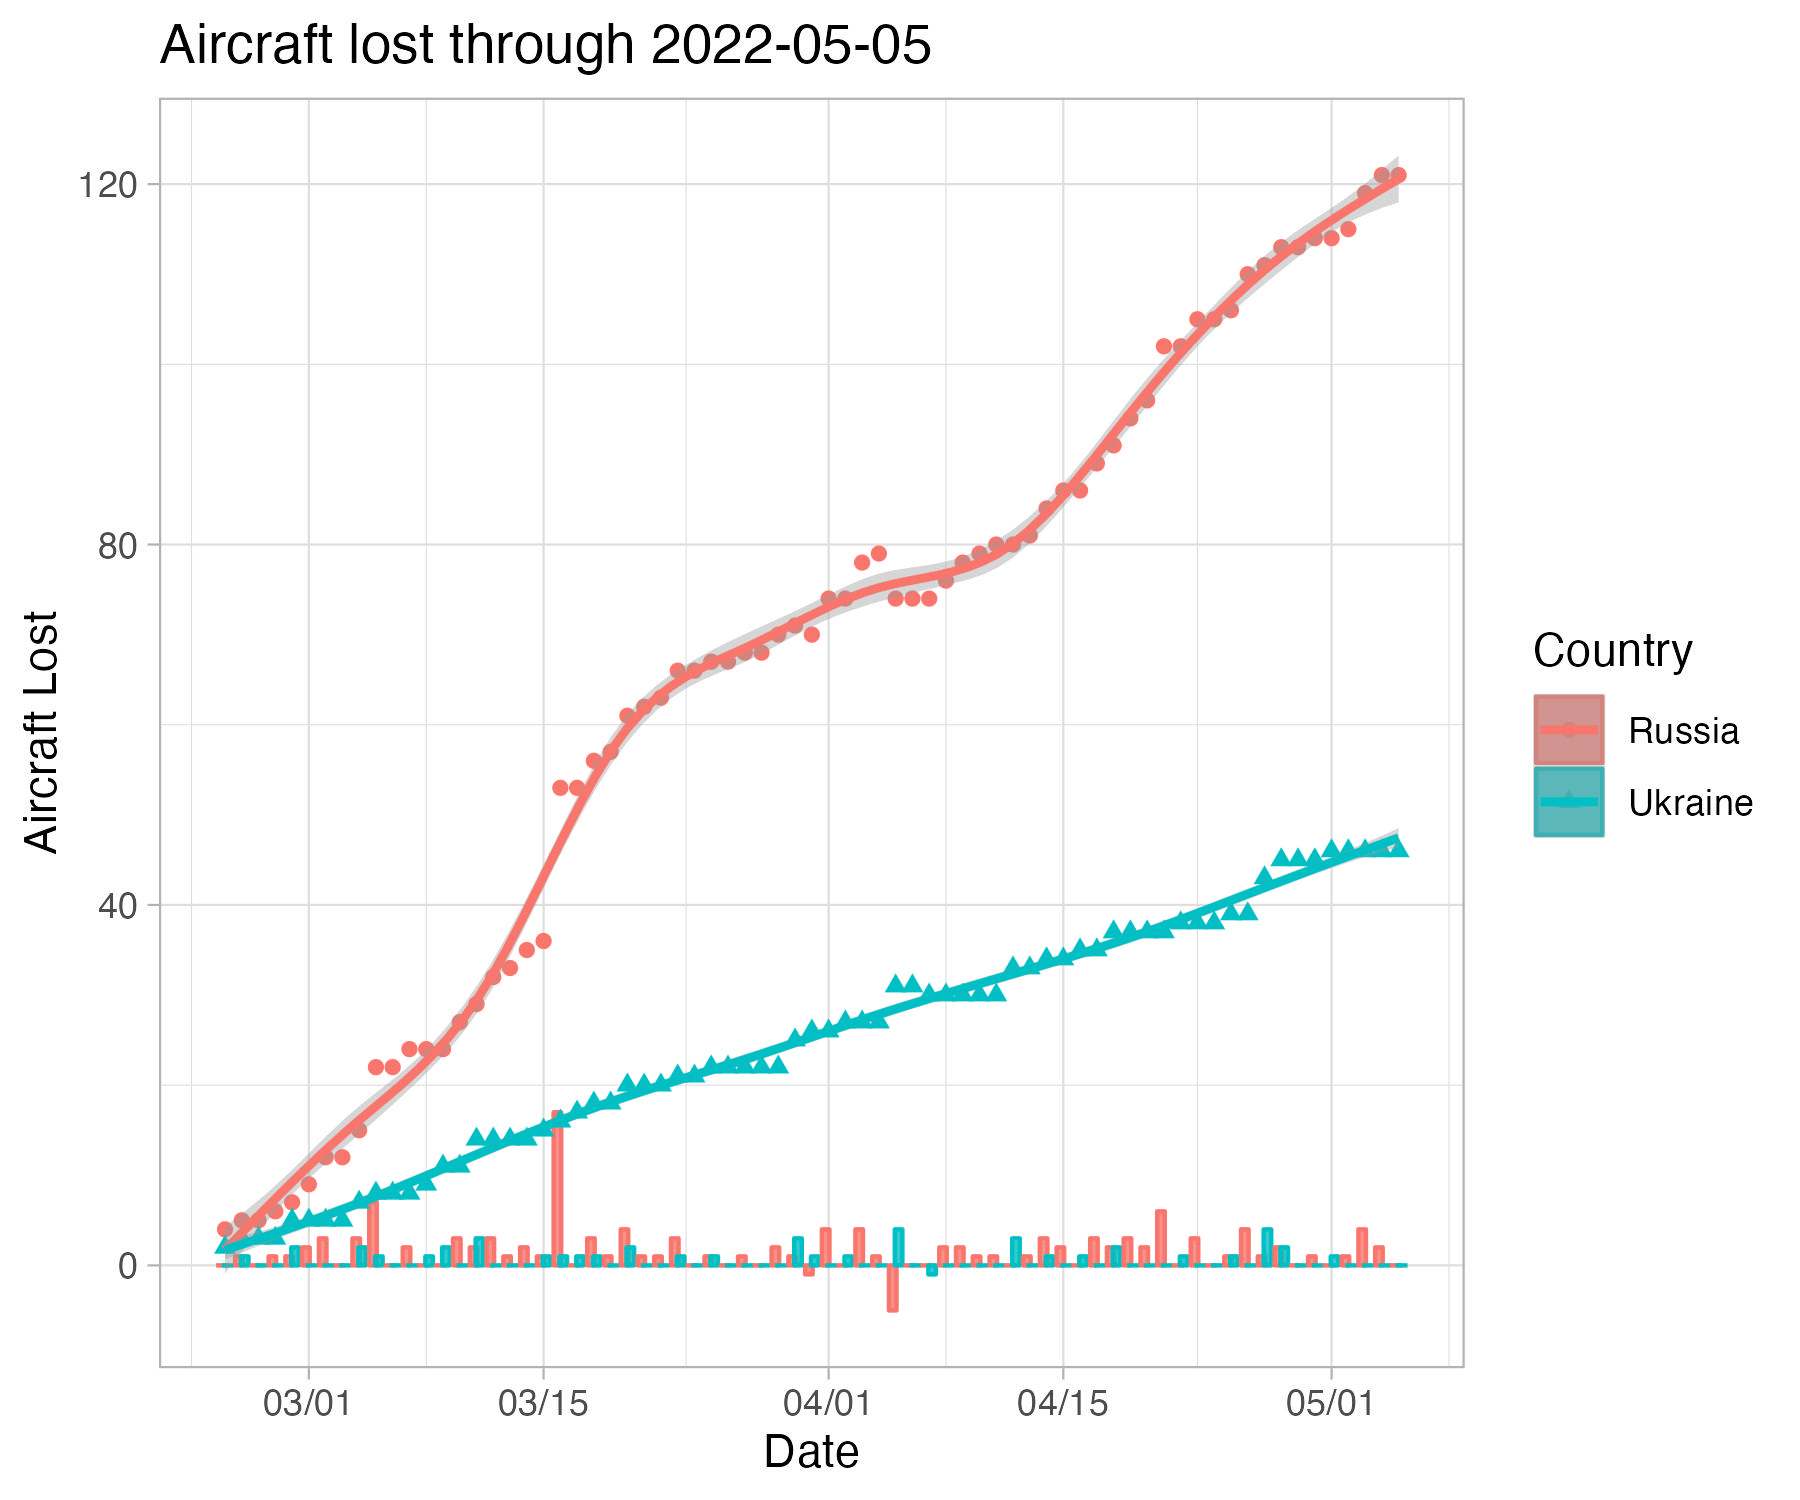 Aircraft lost through 2022-05-05
120
80
40
0
Aircraft Lost
03/01
03/15
04/01
04/15
05/01
Date
Country
Russia
Ukraine